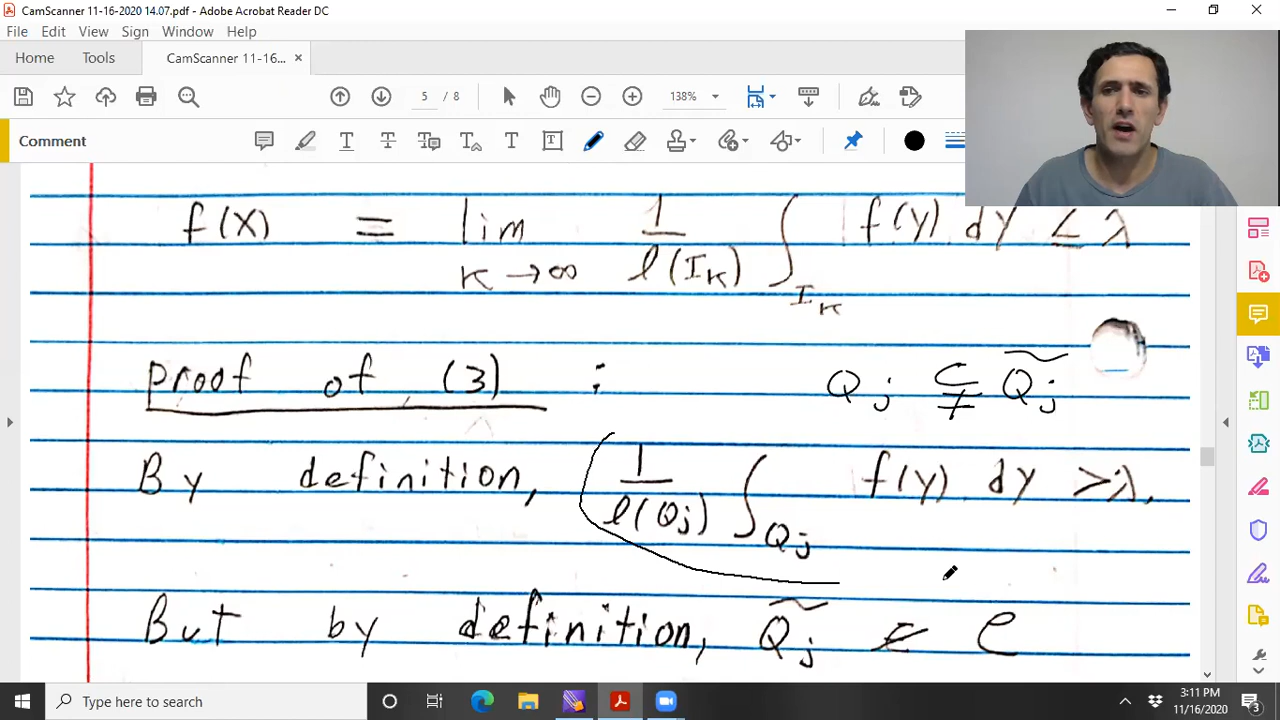 CamScanner 11-16-2020 14.07.pdf - Adobe Acrobat Reader DC
File Edit View Sign Window Help
Home Tools CamScanner 11-16... ×
5 / 8 138%
Comment
f(x) = lim K→∞ 1/l(I_K) ∫_{I_K} f(y) dy ≤ λ
Proof of (3) : Q_j ⊊ Q̃_j
By definition, 1/l(Q_j) ∫_{Q_j} f(y) dy > λ.
But by definition, Q̃_j ∉ C
Type here to search
3:11 PM
11/16/2020
3